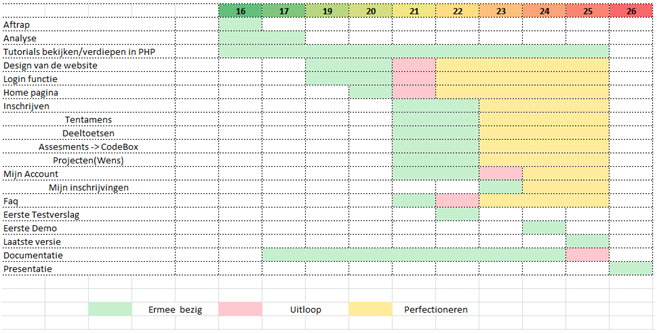 16 17 19 20 21 22 23 24 25 26
Aftrap
Analyse
Tutorials bekijken/verdiepen in PHP
Design van de website
Login functie
Home pagina
Inschrijven
Tentamens
Deeltoetsen
Assesments -> CodeBox
Projecten(Wens)
Mijn Account
Mijn inschrijvingen
Faq
Eerste Testverslag
Eerste Demo
Laatste versie
Documentatie
Presentatie
Ermee bezig Uitloop Perfectioneren